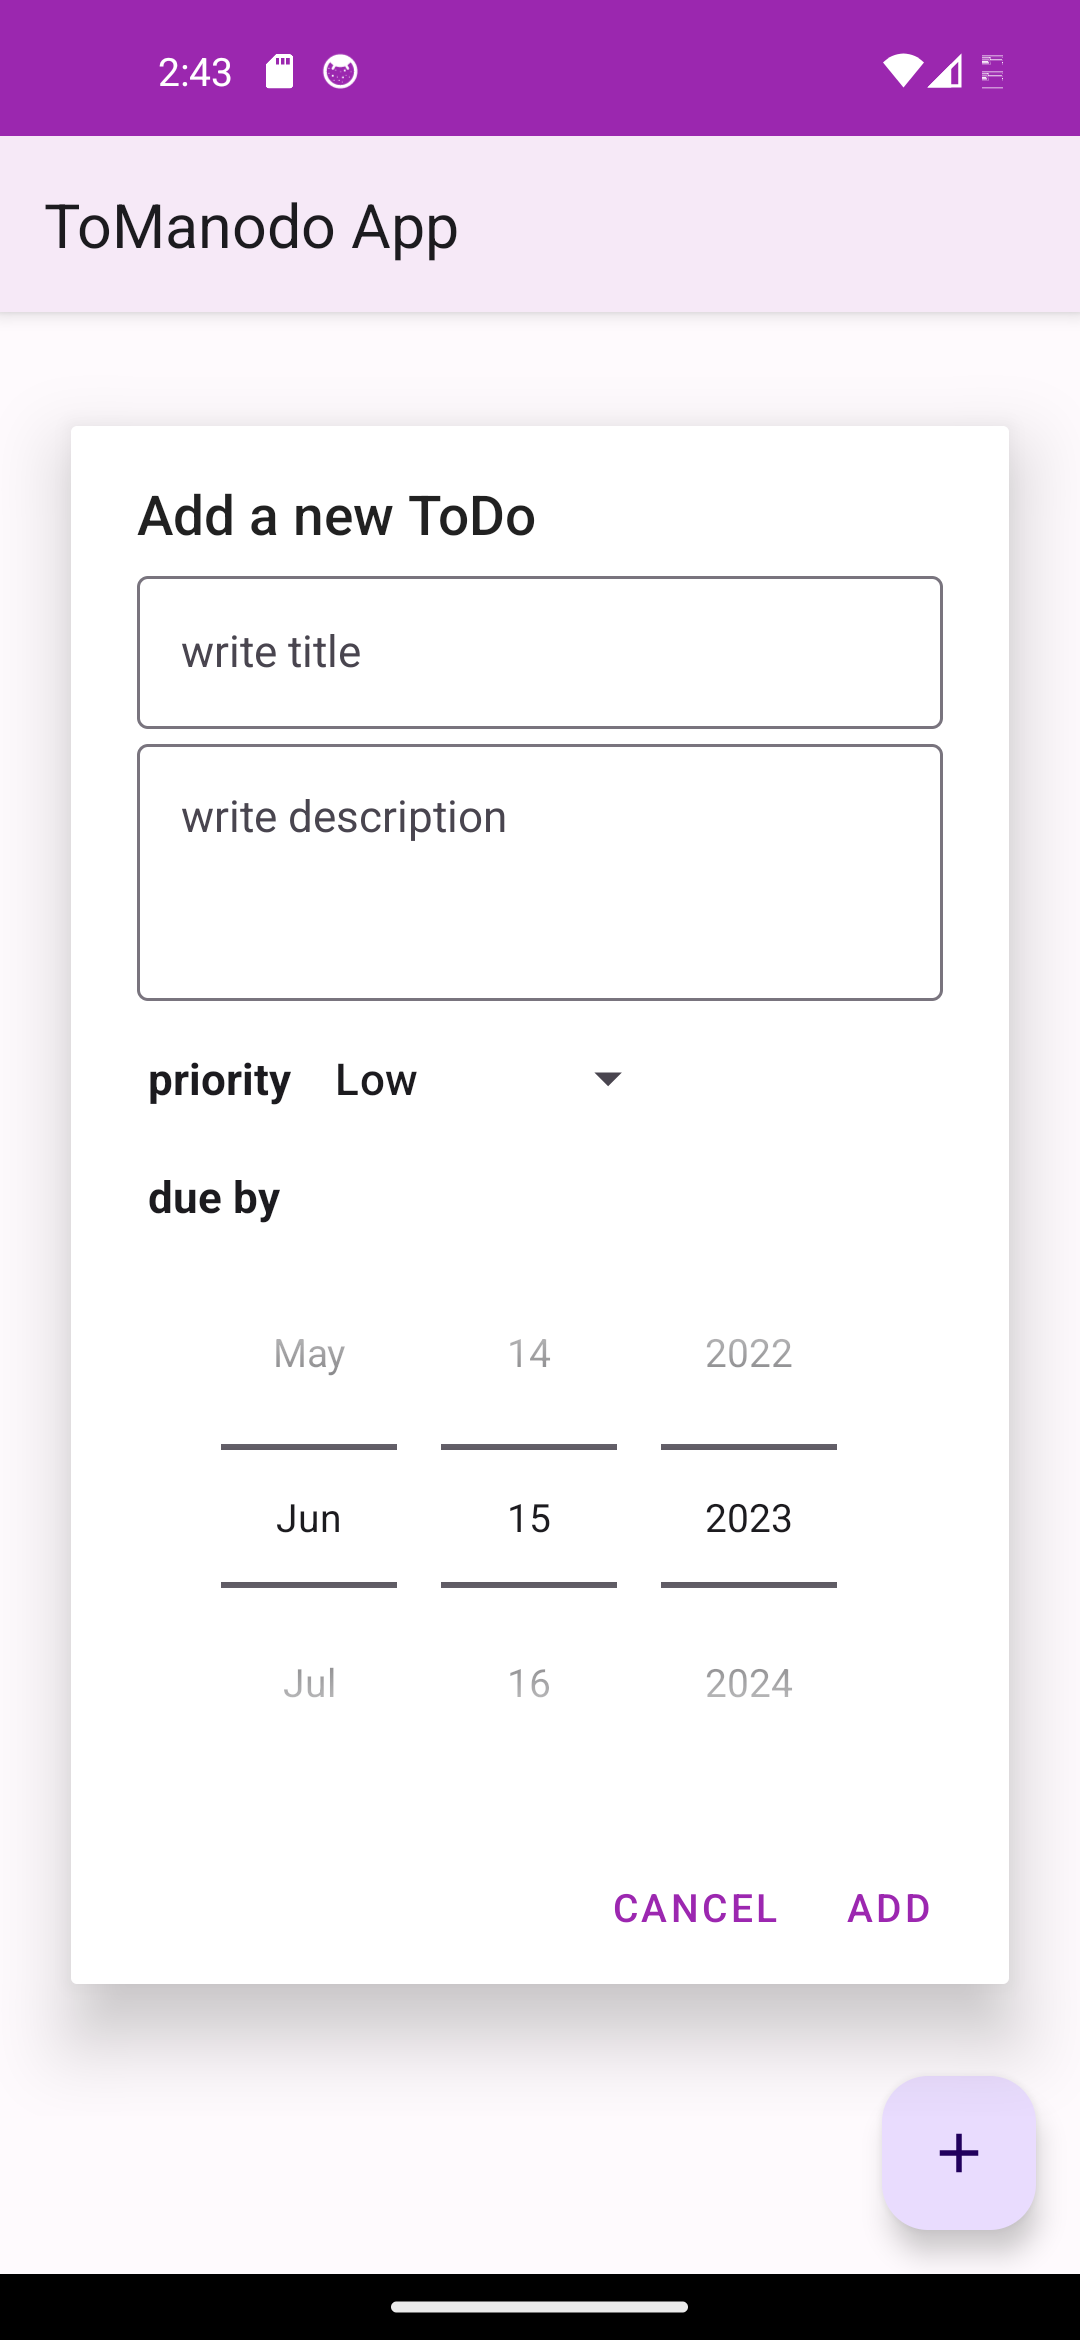 2:43
ToManodo App
Add a new ToDo
write title
write description
priority Low
due by
May 14 2022
Jun 15 2023
Jul 16 2024
CANCEL ADD